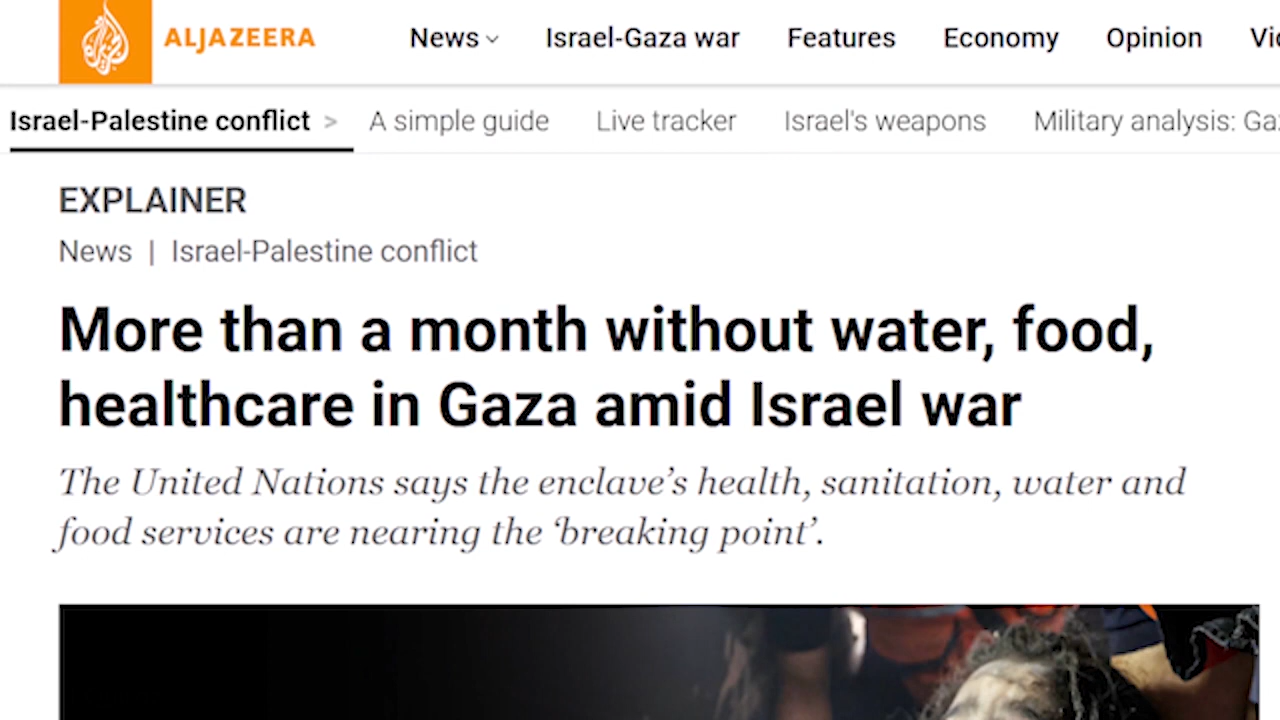 ALJAZEERA News Israel-Gaza war Features Economy Opinion
Israel-Palestine conflict > A simple guide Live tracker Israel's weapons Military analysis:
EXPLAINER
News | Israel-Palestine conflict
More than a month without water, food,
healthcare in Gaza amid Israel war
The United Nations says the enclave’s health, sanitation, water and
food services are nearing the ‘breaking point’.